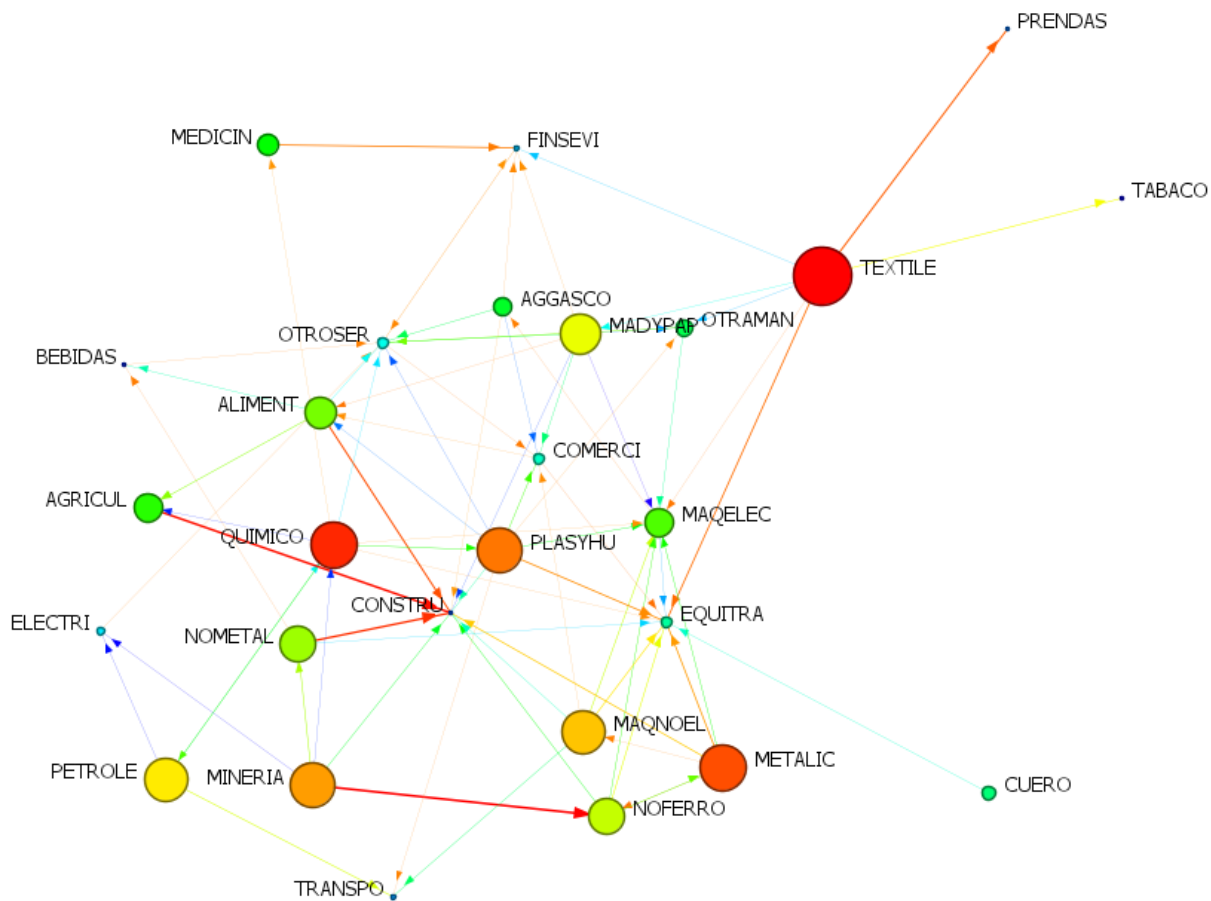 PRENDAS
MEDICIN
FINSEVI
TABACO
TEXTILE
AGGASCO
MADYPAP
OTRAMAN
OTROSER
BEBIDAS
ALIMENT
COMERCI
AGRICUL
MAQELEC
QUIMICO
PLASYHU
CONSTRU
EQUITRA
ELECTRI
NOMETAL
MAQNOEL
METALIC
PETROLE
MINERIA
CUERO
NOFERRO
TRANSPO